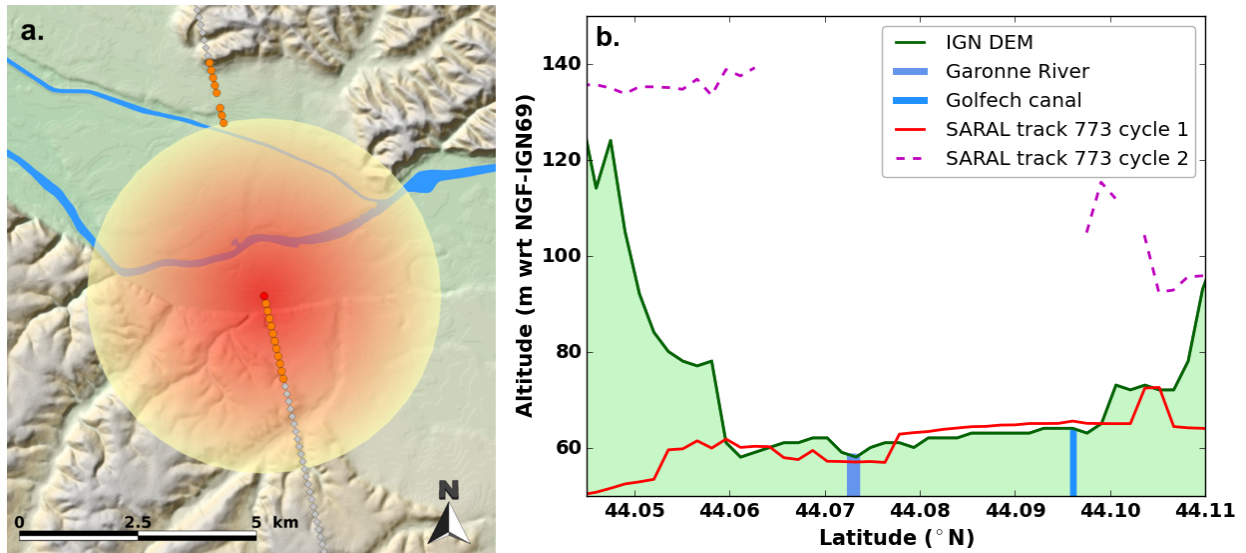 a.
N
0 2.5 5 km
b.
IGN DEM
Garonne River
Golfech canal
SARAL track 773 cycle 1
SARAL track 773 cycle 2
Altitude (m wrt NGF-IGN69)
140
120
100
80
60
44.05 44.06 44.07 44.08 44.09 44.10 44.11
Latitude (°N)